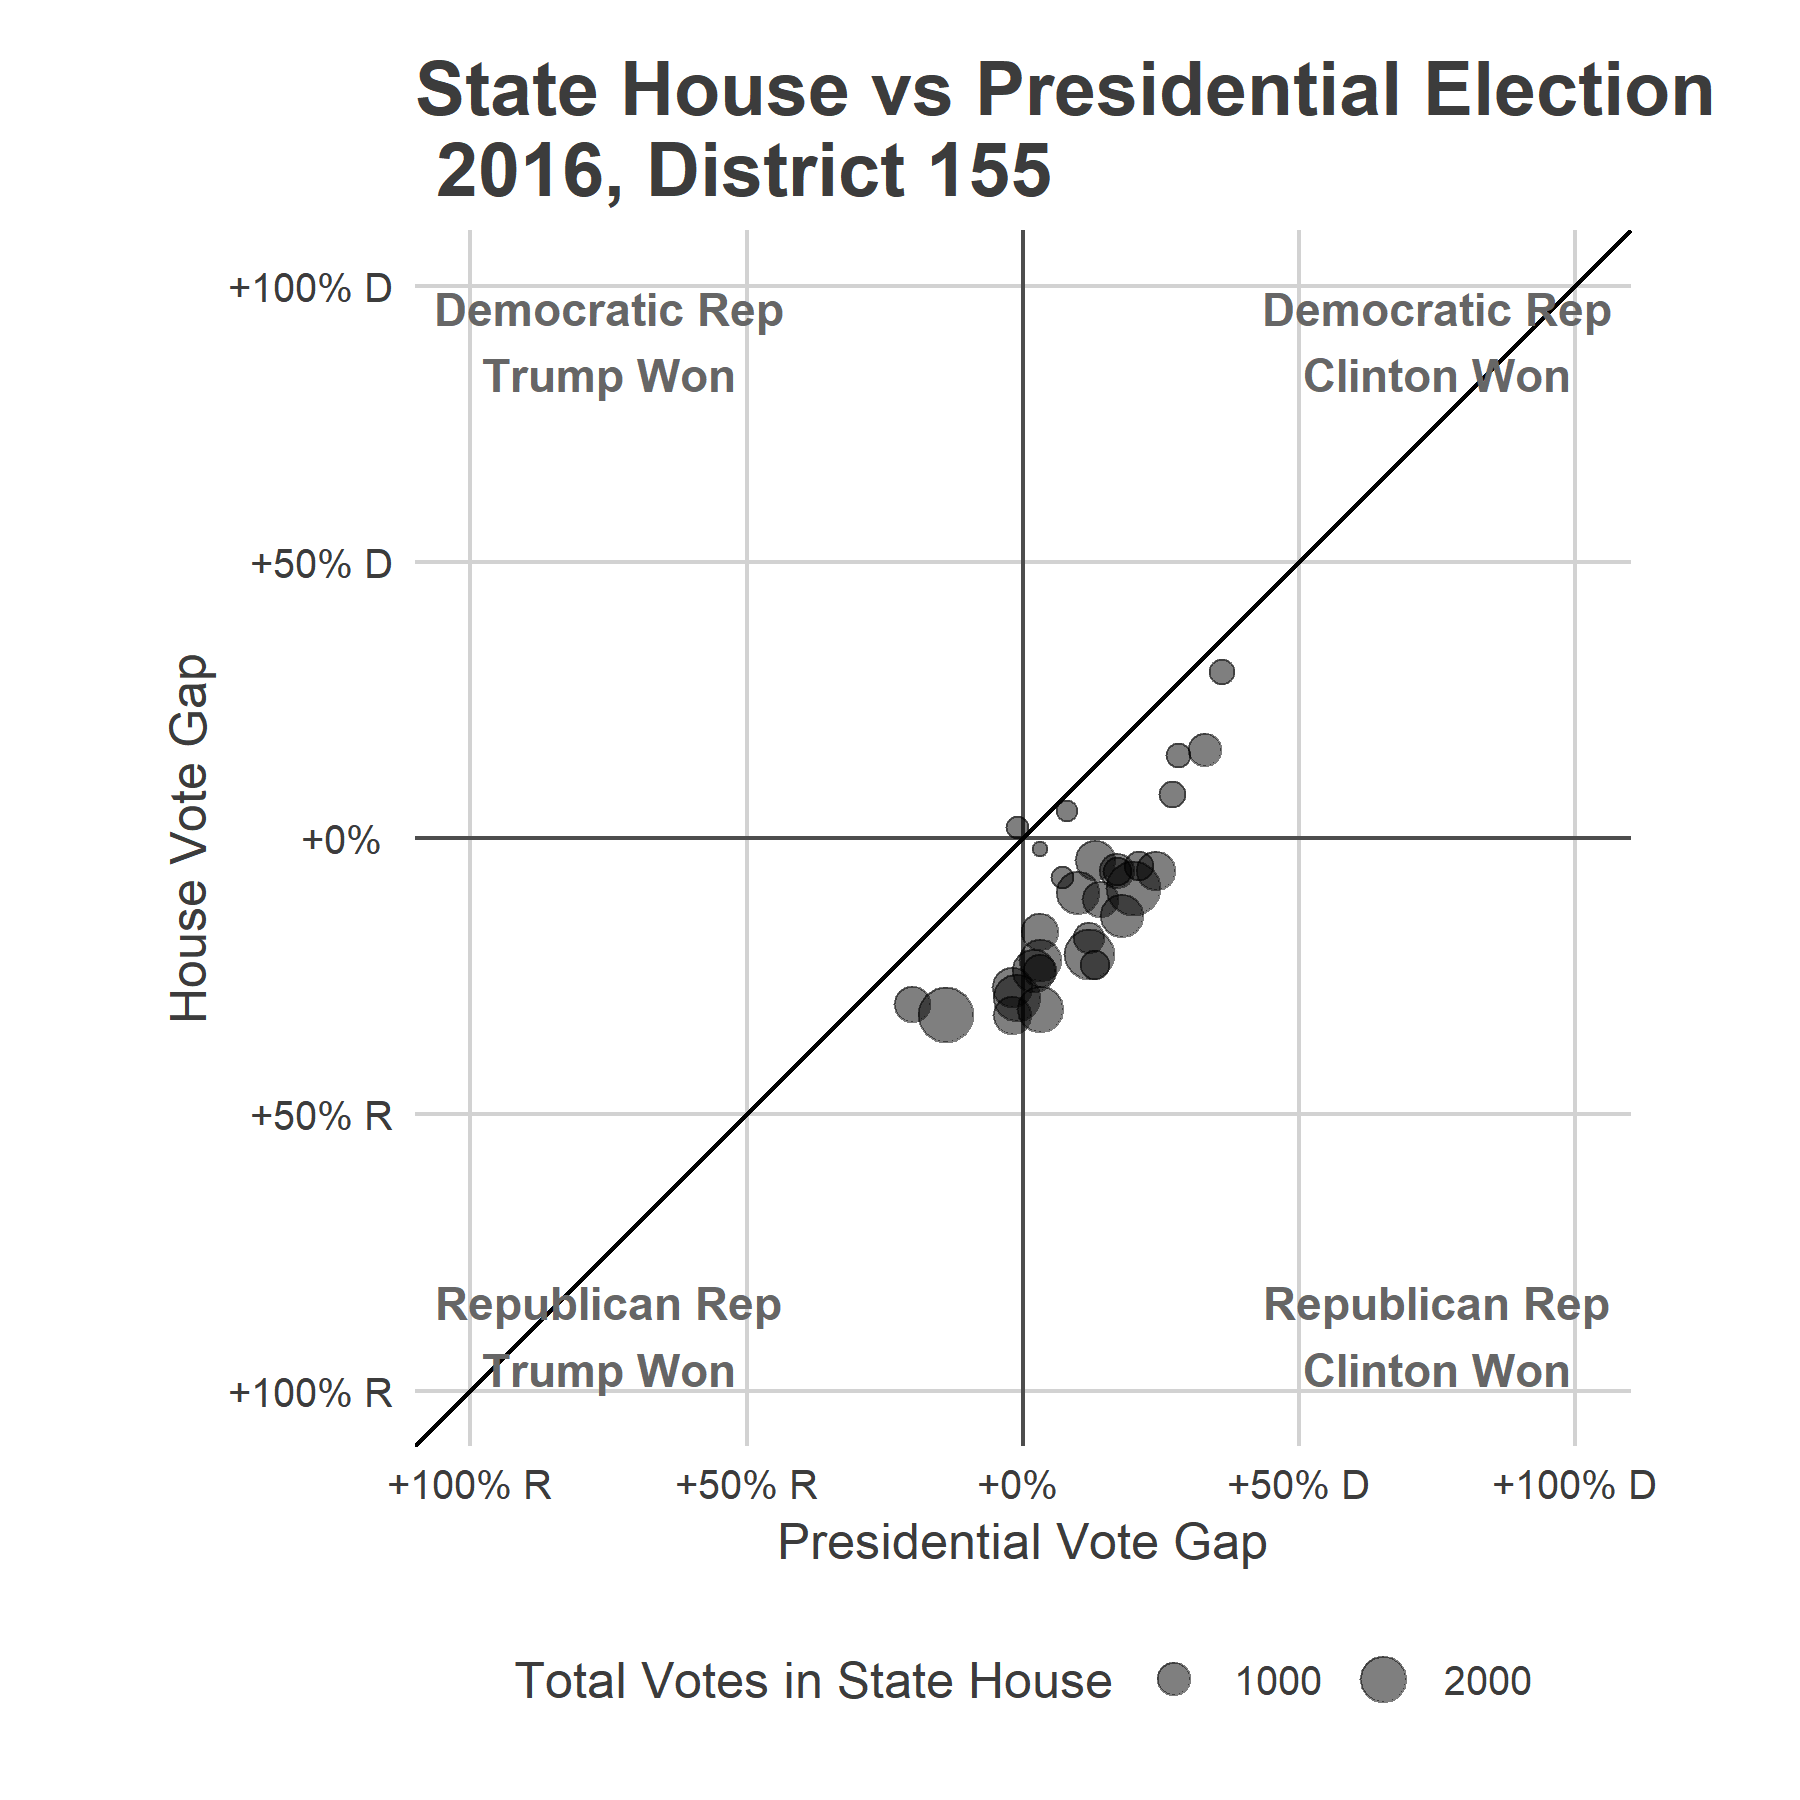 State House vs Presidential Election
2016, District 155
+100% D
Democratic Rep
Trump Won
Democratic Rep
Clinton Won
+50% D
House Vote Gap
+0%
+50% R
Republican Rep
Trump Won
Republican Rep
Clinton Won
+100% R
+100% R
+50% R
+0%
+50% D
+100% D
Presidential Vote Gap
Total Votes in State House
1000
2000